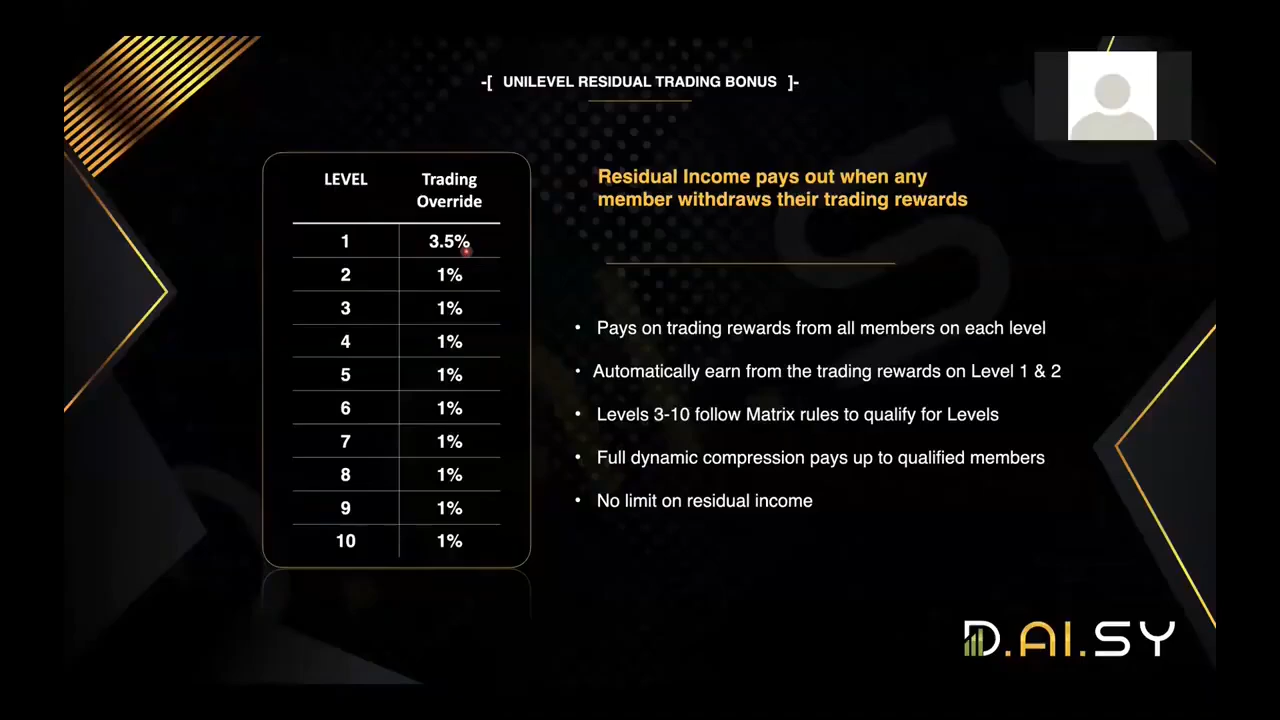 -[ UNILEVEL RESIDUAL TRADING BONUS ]-
LEVEL Trading Override
1 3.5%
2 1%
3 1%
4 1%
5 1%
6 1%
7 1%
8 1%
9 1%
10 1%
Residual Income pays out when any
member withdraws their trading rewards
• Pays on trading rewards from all members on each level
• Automatically earn from the trading rewards on Level 1 & 2
• Levels 3-10 follow Matrix rules to qualify for Levels
• Full dynamic compression pays up to qualified members
• No limit on residual income
D.AI.SY